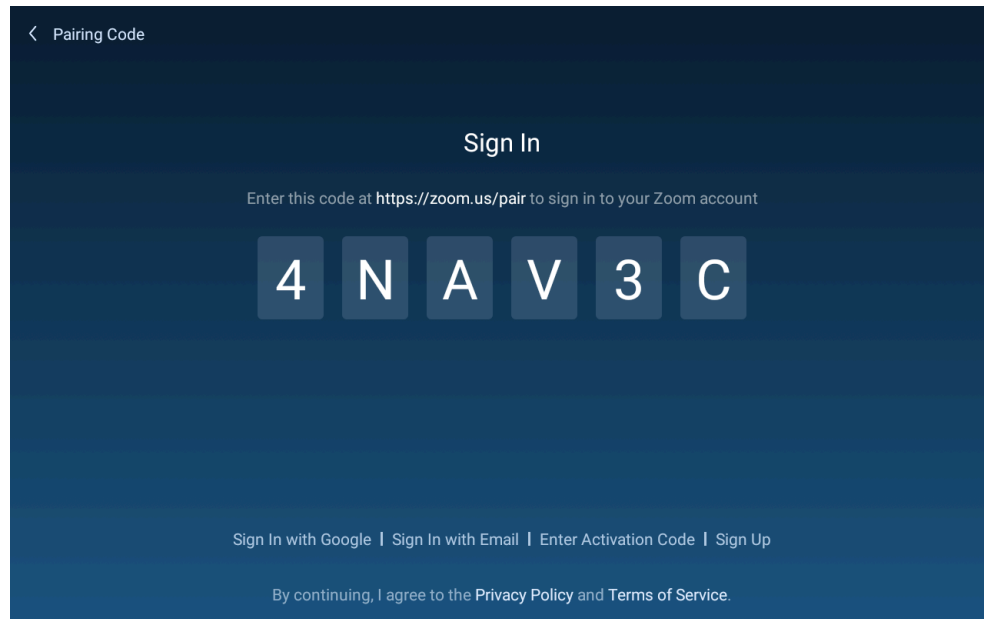 Pairing Code
Sign In
Enter this code at https://zoom.us/pair to sign in to your Zoom account
4 N A V 3 C
Sign In with Google | Sign In with Email | Enter Activation Code | Sign Up
By continuing, I agree to the Privacy Policy and Terms of Service.